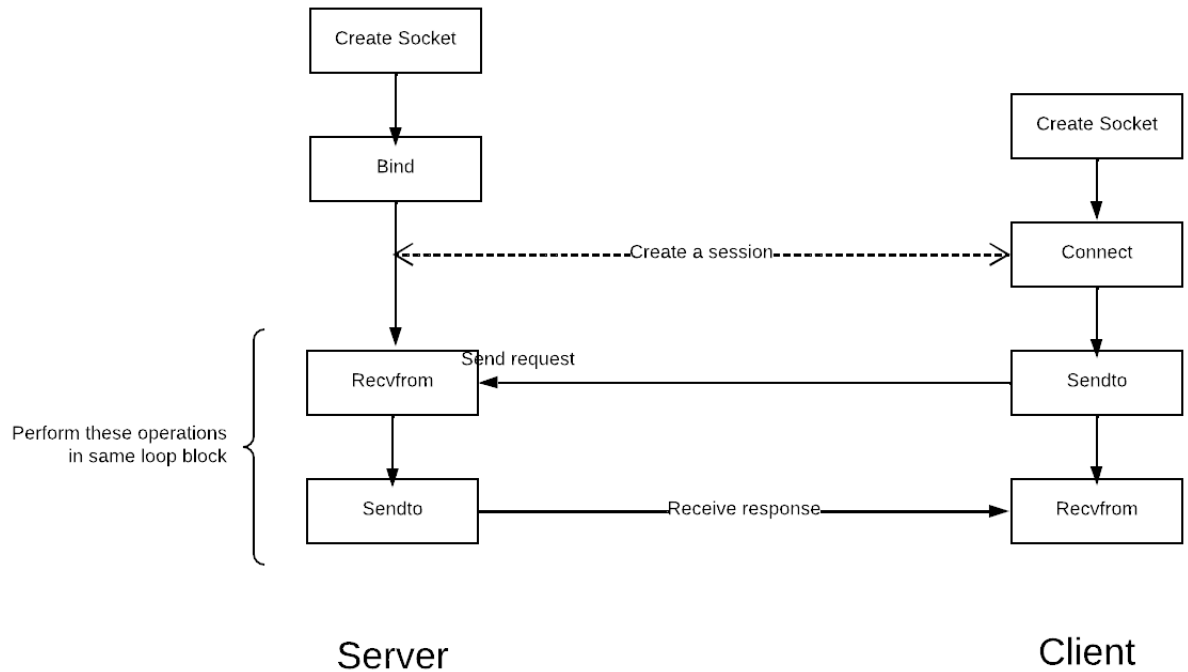 Create Socket
Create Socket
Bind
Create a session
Connect
Send request
Recvfrom
Sendto
Perform these operations
in same loop block
Sendto
Receive response
Recvfrom
Server
Client